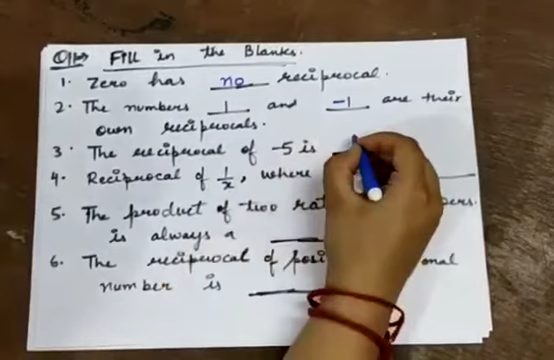 Q11⇒ Fill in the Blanks.
1. Zero has no reciprocal.
2. The numbers 1 and -1 are their
own reciprocals.
3. The reciprocal of -5 is
4. Reciprocal of 1/x, where
5. The product of two
is always a
6. The reciprocal of
number is